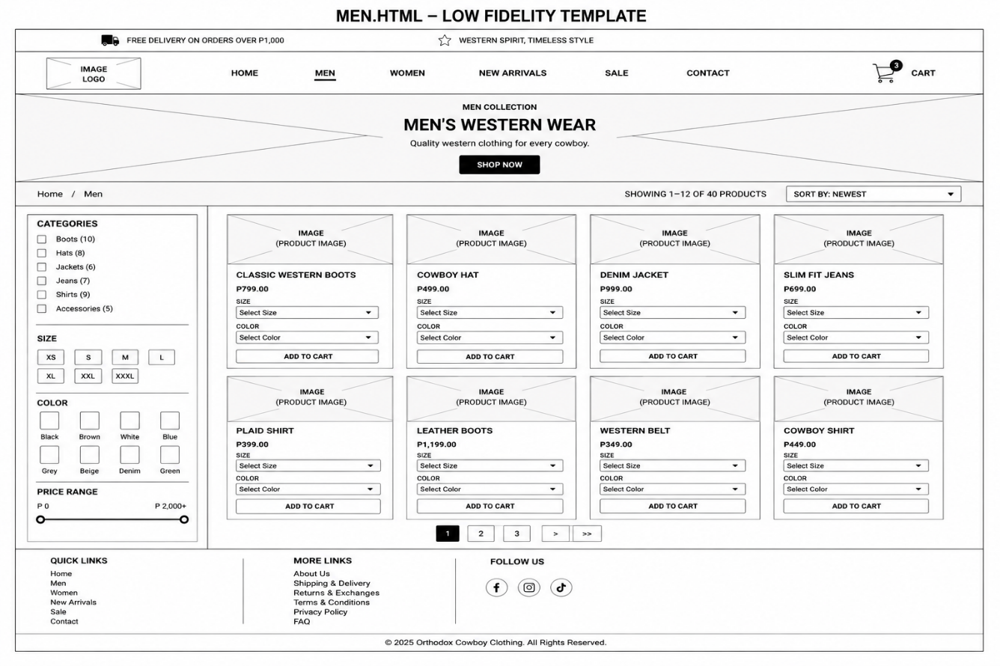 MEN.HTML – LOW FIDELITY TEMPLATE
FREE DELIVERY ON ORDERS OVER P1,000
WESTERN SPIRIT, TIMELESS STYLE
IMAGE
LOGO
HOME
MEN
WOMEN
NEW ARRIVALS
SALE
CONTACT
3
CART
MEN COLLECTION
MEN'S WESTERN WEAR
Quality western clothing for every cowboy.
SHOP NOW
Home / Men
SHOWING 1–12 OF 40 PRODUCTS
SORT BY: NEWEST
CATEGORIES
Boots (10)
Hats (8)
Jackets (6)
Jeans (7)
Shirts (9)
Accessories (5)
SIZE
XS S M L
XL XXL XXXL
COLOR
Black Brown White Blue
Grey Beige Denim Green
PRICE RANGE
P 0 P 2,000+
IMAGE
(PRODUCT IMAGE)
CLASSIC WESTERN BOOTS
P799.00
SIZE
Select Size
COLOR
Select Color
ADD TO CART
IMAGE
(PRODUCT IMAGE)
COWBOY HAT
P499.00
SIZE
Select Size
COLOR
Select Color
ADD TO CART
IMAGE
(PRODUCT IMAGE)
DENIM JACKET
P999.00
SIZE
Select Size
COLOR
Select Color
ADD TO CART
IMAGE
(PRODUCT IMAGE)
SLIM FIT JEANS
P699.00
SIZE
Select Size
COLOR
Select Color
ADD TO CART
IMAGE
(PRODUCT IMAGE)
PLAID SHIRT
P399.00
SIZE
Select Size
COLOR
Select Color
ADD TO CART
IMAGE
(PRODUCT IMAGE)
LEATHER BOOTS
P1,199.00
SIZE
Select Size
COLOR
Select Color
ADD TO CART
IMAGE
(PRODUCT IMAGE)
WESTERN BELT
P349.00
SIZE
Select Size
COLOR
Select Color
ADD TO CART
IMAGE
(PRODUCT IMAGE)
COWBOY SHIRT
P449.00
SIZE
Select Size
COLOR
Select Color
ADD TO CART
1 2 3 > >>
QUICK LINKS
Home
Men
Women
New Arrivals
Sale
Contact
MORE LINKS
About Us
Shipping & Delivery
Returns & Exchanges
Terms & Conditions
Privacy Policy
FAQ
FOLLOW US
© 2025 Orthodox Cowboy Clothing. All Rights Reserved.